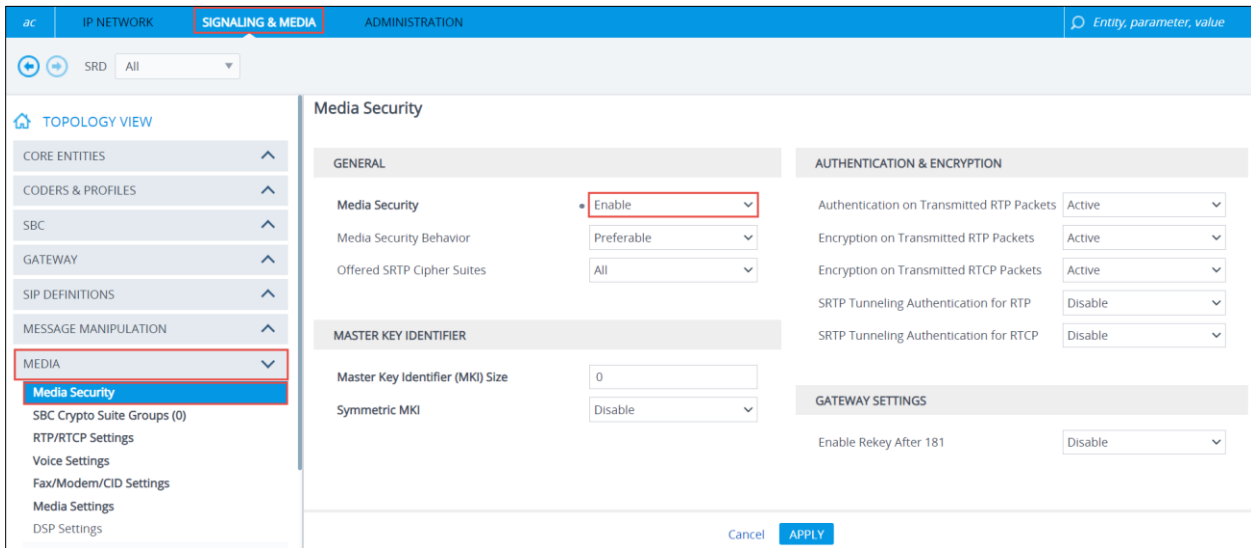 ac IP NETWORK SIGNALING & MEDIA ADMINISTRATION Entity, parameter, value
SRD All
TOPOLOGY VIEW
CORE ENTITIES
CODERS & PROFILES
SBC
GATEWAY
SIP DEFINITIONS
MESSAGE MANIPULATION
MEDIA
Media Security
SBC Crypto Suite Groups (0)
RTP/RTCP Settings
Voice Settings
Fax/Modem/CID Settings
Media Settings
DSP Settings
Media Security
GENERAL
Media Security Enable
Media Security Behavior Preferable
Offered SRTP Cipher Suites All
MASTER KEY IDENTIFIER
Master Key Identifier (MKI) Size 0
Symmetric MKI Disable
AUTHENTICATION & ENCRYPTION
Authentication on Transmitted RTP Packets Active
Encryption on Transmitted RTP Packets Active
Encryption on Transmitted RTCP Packets Active
SRTP Tunneling Authentication for RTP Disable
SRTP Tunneling Authentication for RTCP Disable
GATEWAY SETTINGS
Enable Rekey After 181 Disable
Cancel APPLY